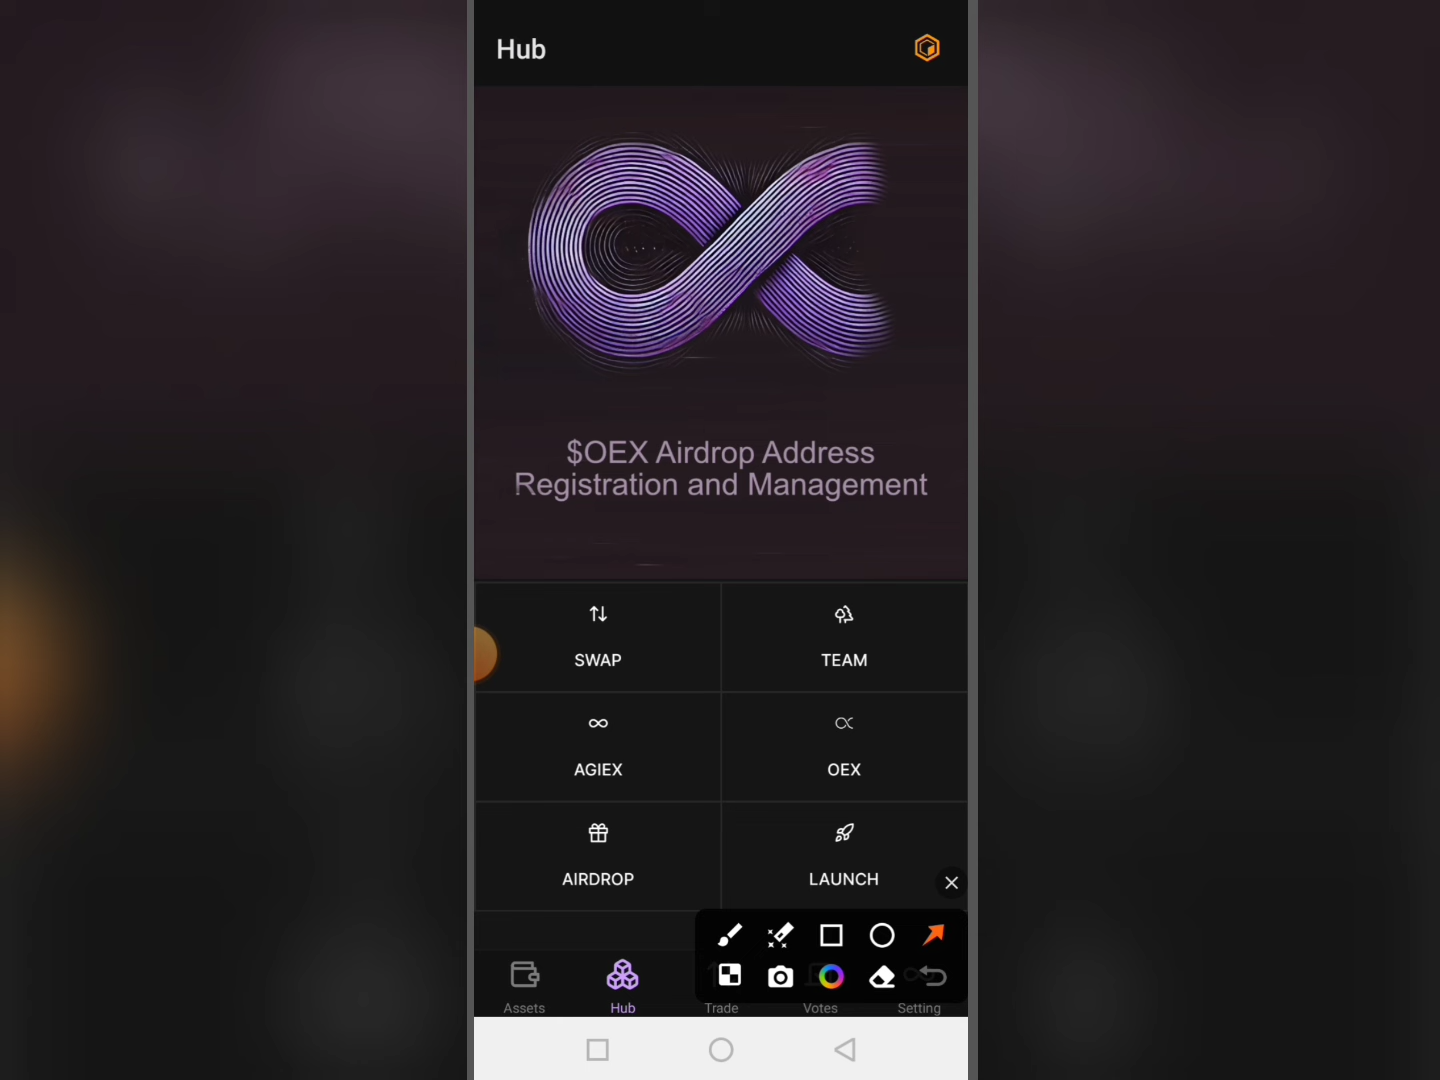 Hub
$OEX Airdrop Address
Registration and Management
SWAP
TEAM
AGIEX
OEX
AIRDROP
LAUNCH
Assets
Hub
Trade
Votes
Setting